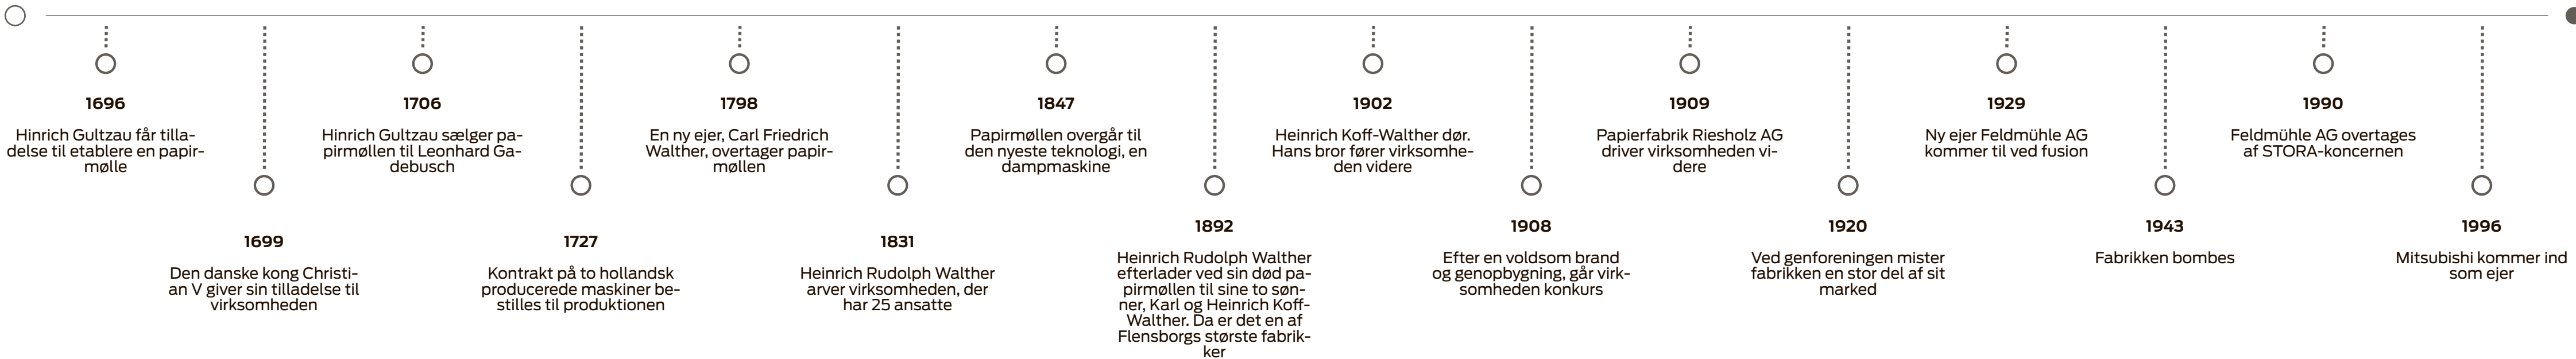 1696
Hinrich Gultzau får tilla-
delse til etablere en papir-
mølle
1699
Den danske kong Christi-
an V giver sin tilladelse til
virksomheden
1706
Hinrich Gultzau sælger pa-
pirmøllen til Leonhard Ga-
debusch
1727
Kontrakt på to hollandsk
producerede maskiner be-
stilles til produktionen
1798
En ny ejer, Carl Friedrich
Walther, overtager papir-
møllen
1831
Heinrich Rudolph Walther
arver virksomheden, der
har 25 ansatte
1847
Papirmøllen overgår til
den nyeste teknologi, en
dampmaskine
1892
Heinrich Rudolph Walther
efterlader ved sin død pa-
pirmøllen til sine to søn-
ner, Karl og Heinrich Koff-
Walther. Da er det en af
Flensborgs største fabrik-
ker
1902
Heinrich Koff-Walther dør.
Hans bror fører virksomhe-
den videre
1908
Efter en voldsom brand
og genopbygning, går virk-
somheden konkurs
1909
Papierfabrik Riesholz AG
driver virksomheden vi-
dere
1920
Ved genforeningen mister
fabrikken en stor del af sit
marked
1929
Ny ejer Feldmühle AG
kommer til ved fusion
1943
Fabrikken bombes
1990
Feldmühle AG overtages
af STORA-koncernen
1996
Mitsubishi kommer ind
som ejer